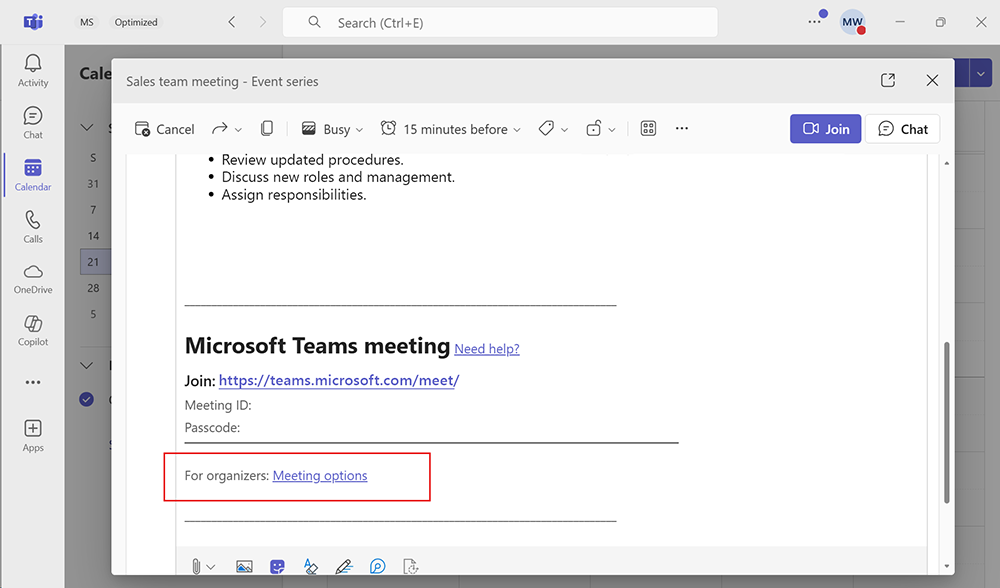 MS Optimized Search (Ctrl+E) MW
Activity
Chat
Calendar
Calls
OneDrive
Copilot
Apps
Cale
S
31
7
14
21
28
5
Sales team meeting - Event series
Cancel Busy 15 minutes before Join Chat
• Review updated procedures.
• Discuss new roles and management.
• Assign responsibilities.
Microsoft Teams meeting Need help?
Join: https://teams.microsoft.com/meet/
Meeting ID:
Passcode:
For organizers: Meeting options